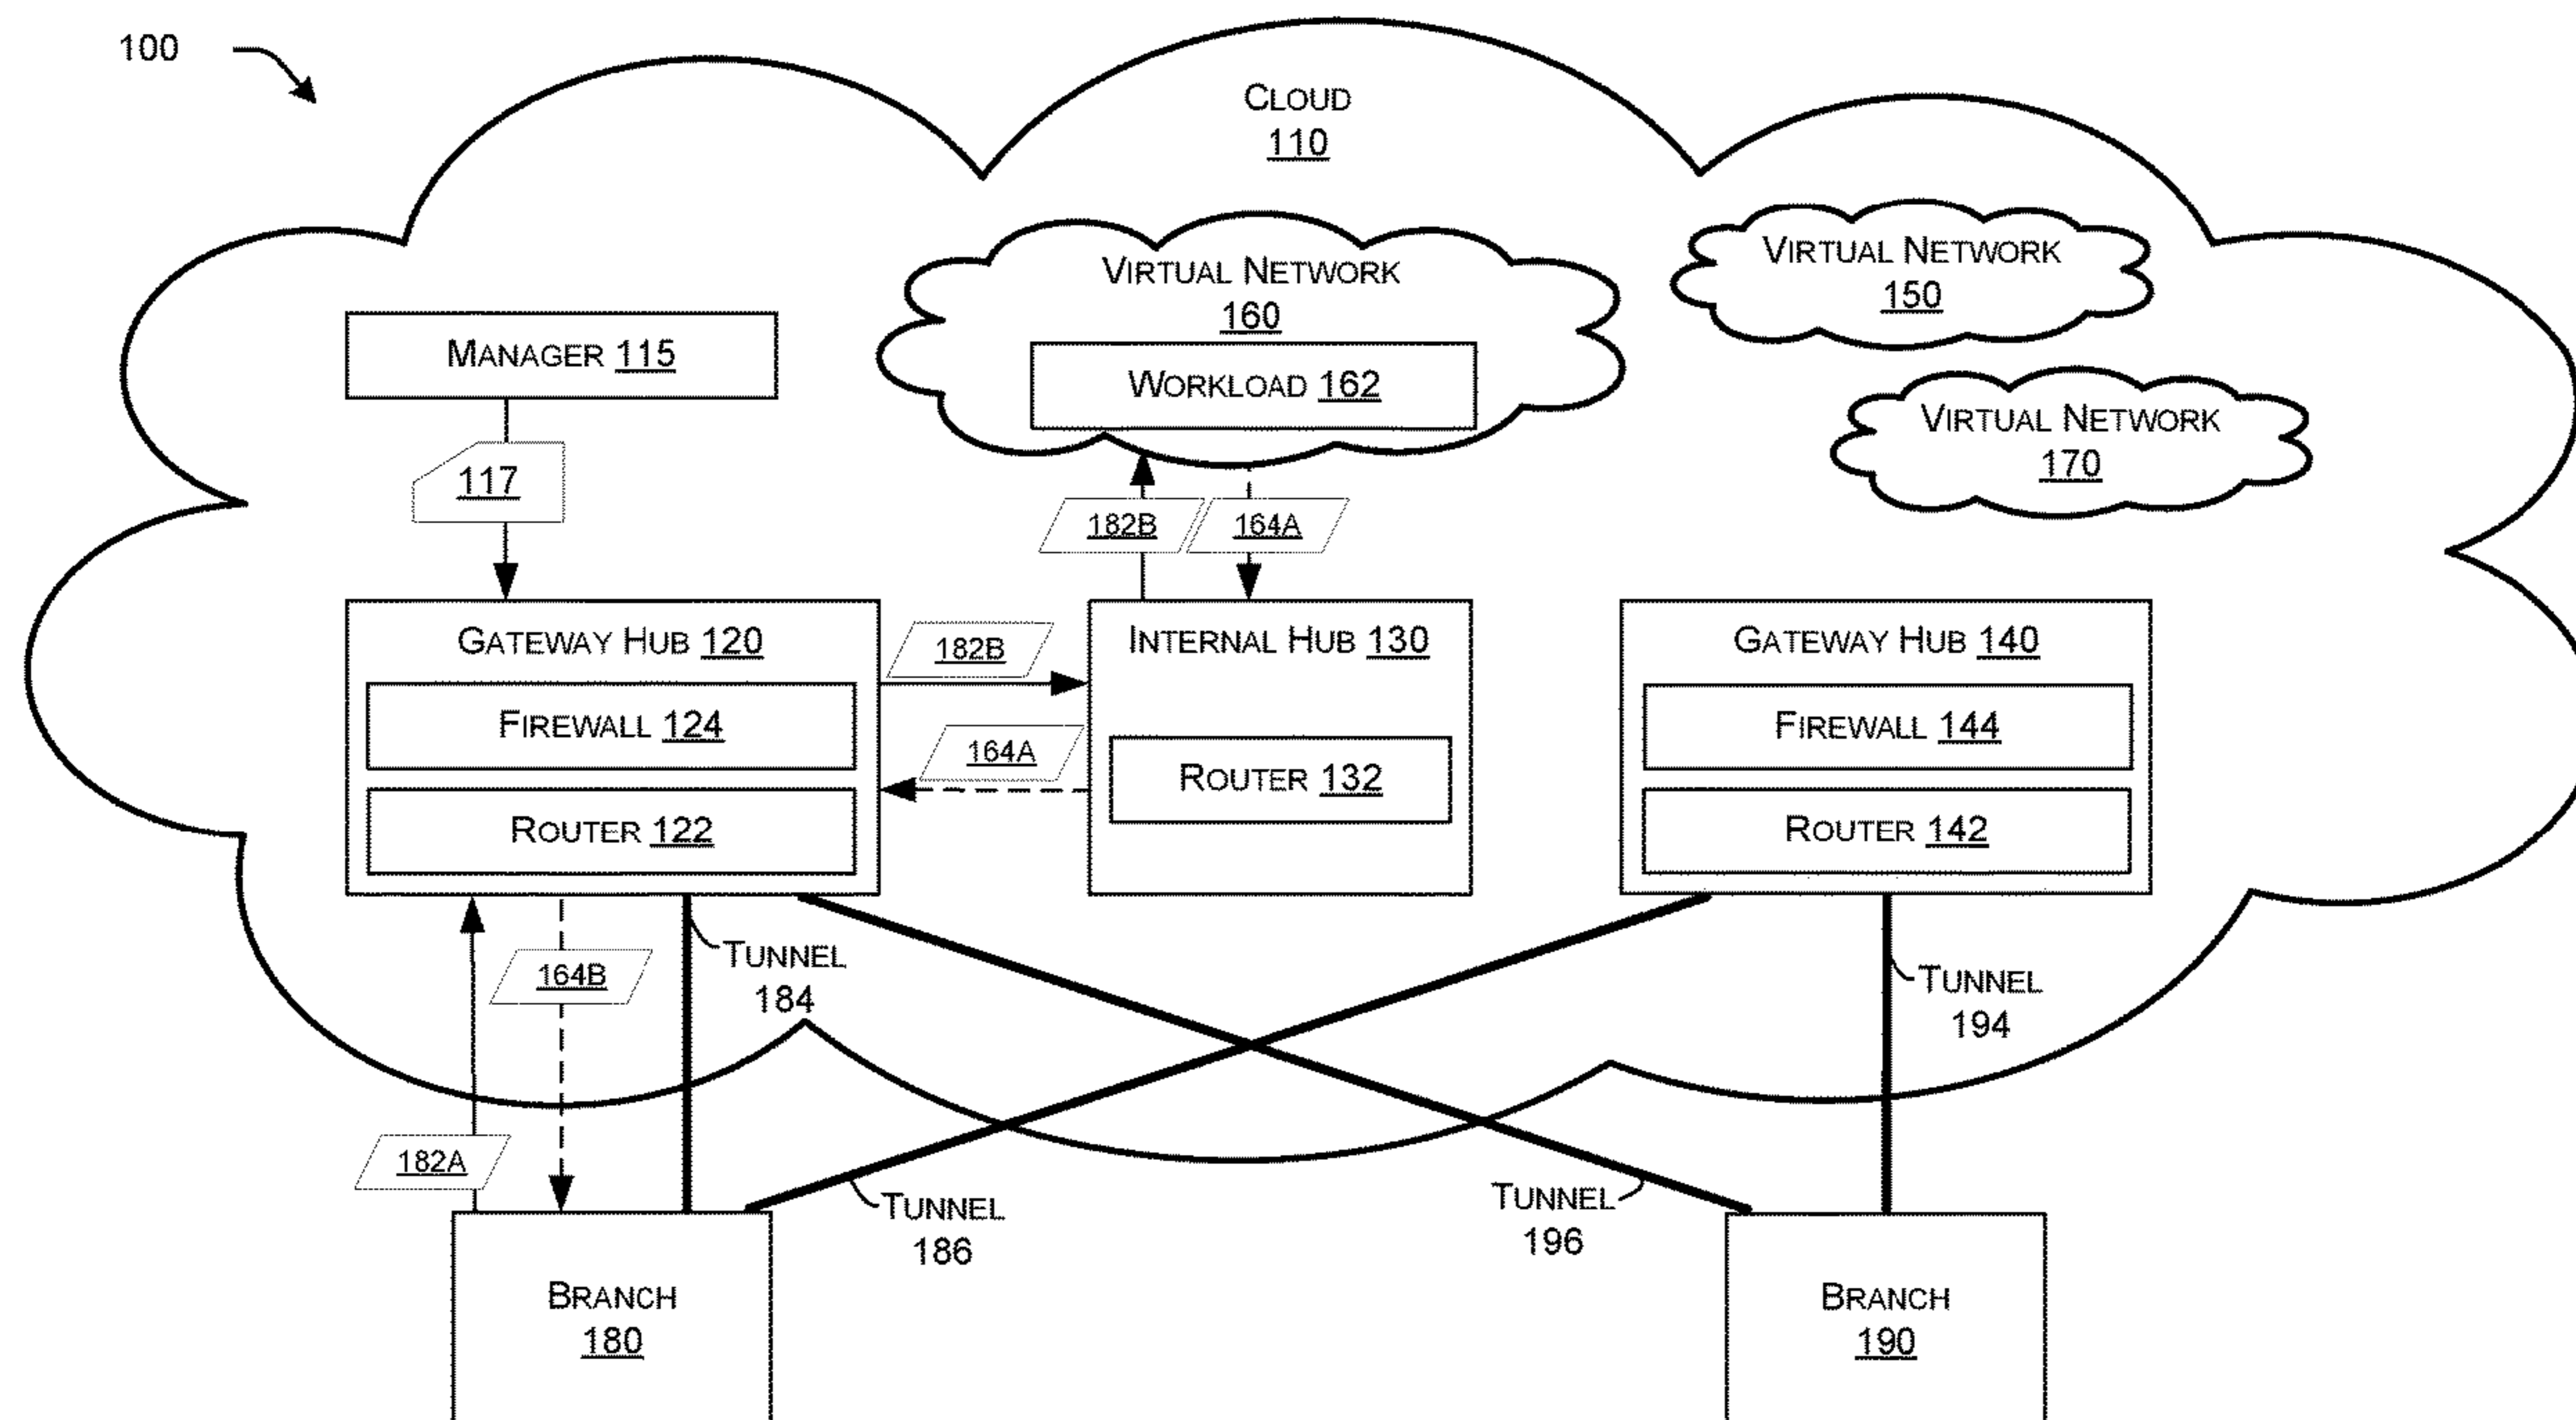 100
CLOUD
110
VIRTUAL NETWORK
150
VIRTUAL NETWORK
160
WORKLOAD 162
VIRTUAL NETWORK
170
MANAGER 115
117
182B
164A
GATEWAY HUB 120
FIREWALL 124
ROUTER 122
182B
164A
INTERNAL HUB 130
ROUTER 132
GATEWAY HUB 140
FIREWALL 144
ROUTER 142
164B
TUNNEL
184
TUNNEL
194
182A
TUNNEL
186
TUNNEL
196
BRANCH
180
BRANCH
190